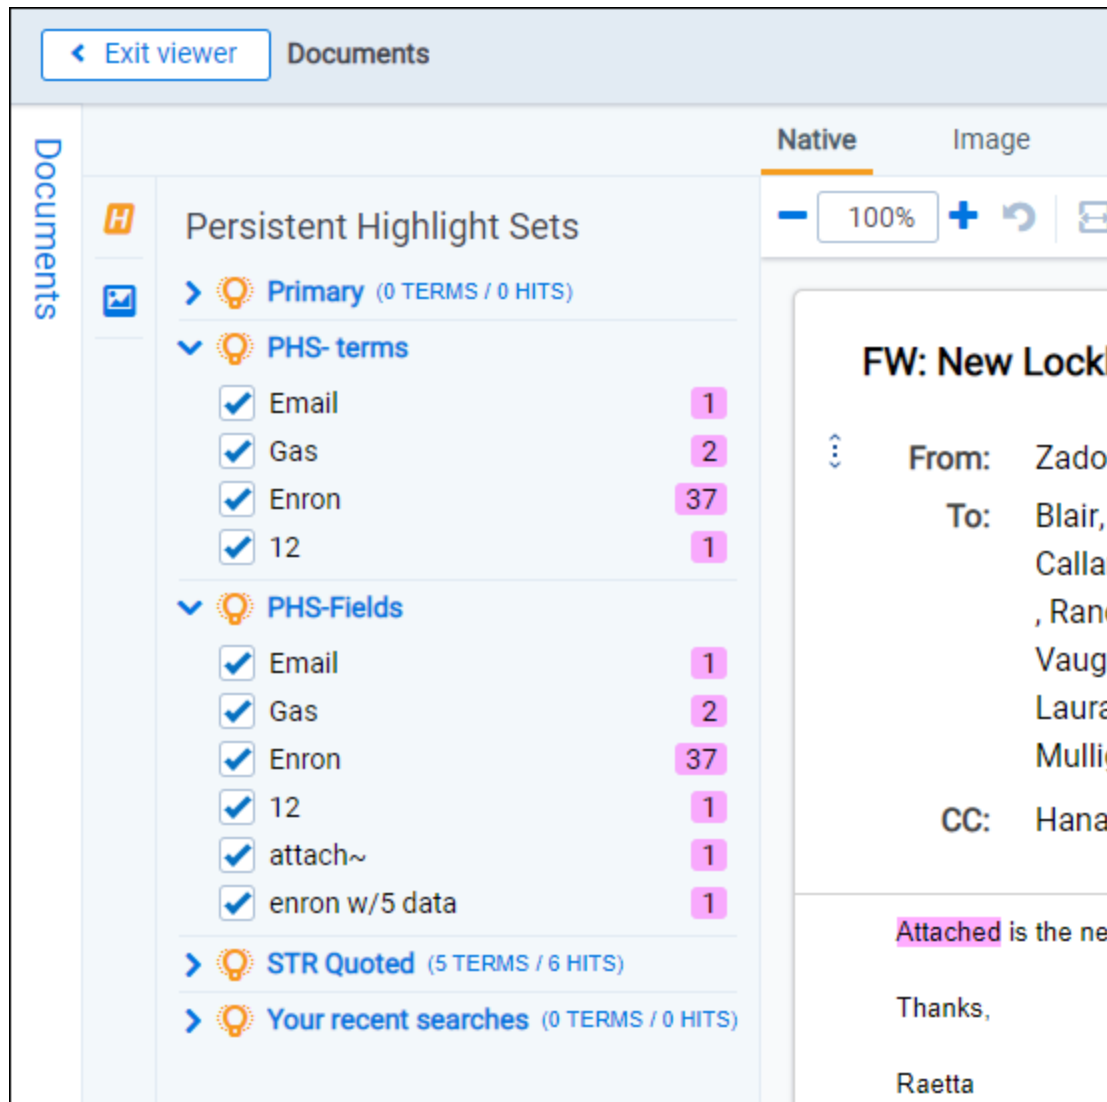 Exit viewer Documents
Documents
Native Image
H
100%
Persistent Highlight Sets
Primary (0 TERMS / 0 HITS)
PHS- terms
Email 1
Gas 2
Enron 37
12 1
PHS-Fields
Email 1
Gas 2
Enron 37
12 1
attach~ 1
enron w/5 data 1
STR Quoted (5 TERMS / 6 HITS)
Your recent searches (0 TERMS / 0 HITS)
FW: New Lock
From: Zado
To: Blair,
Calla
, Ran
Vaug
Laura
Mulli
CC: Hana
Attached is the ne
Thanks,
Raetta